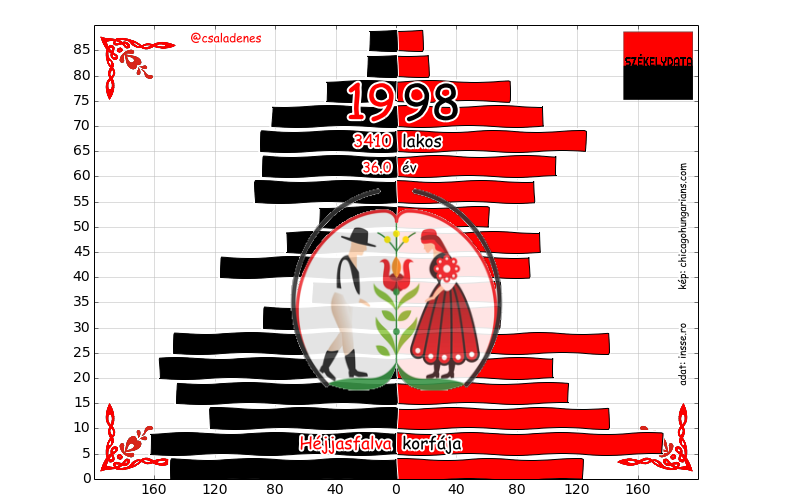 @csaladenes
SZÉKELYDATA
1998
3410 lakos
36.0 év
kép: chicagohungarians.com
adat: insse.ro
Héjjasfalva korfája
85
80
75
70
65
60
55
50
45
40
35
30
25
20
15
10
5
0
160 120 80 40 0 40 80 120 160